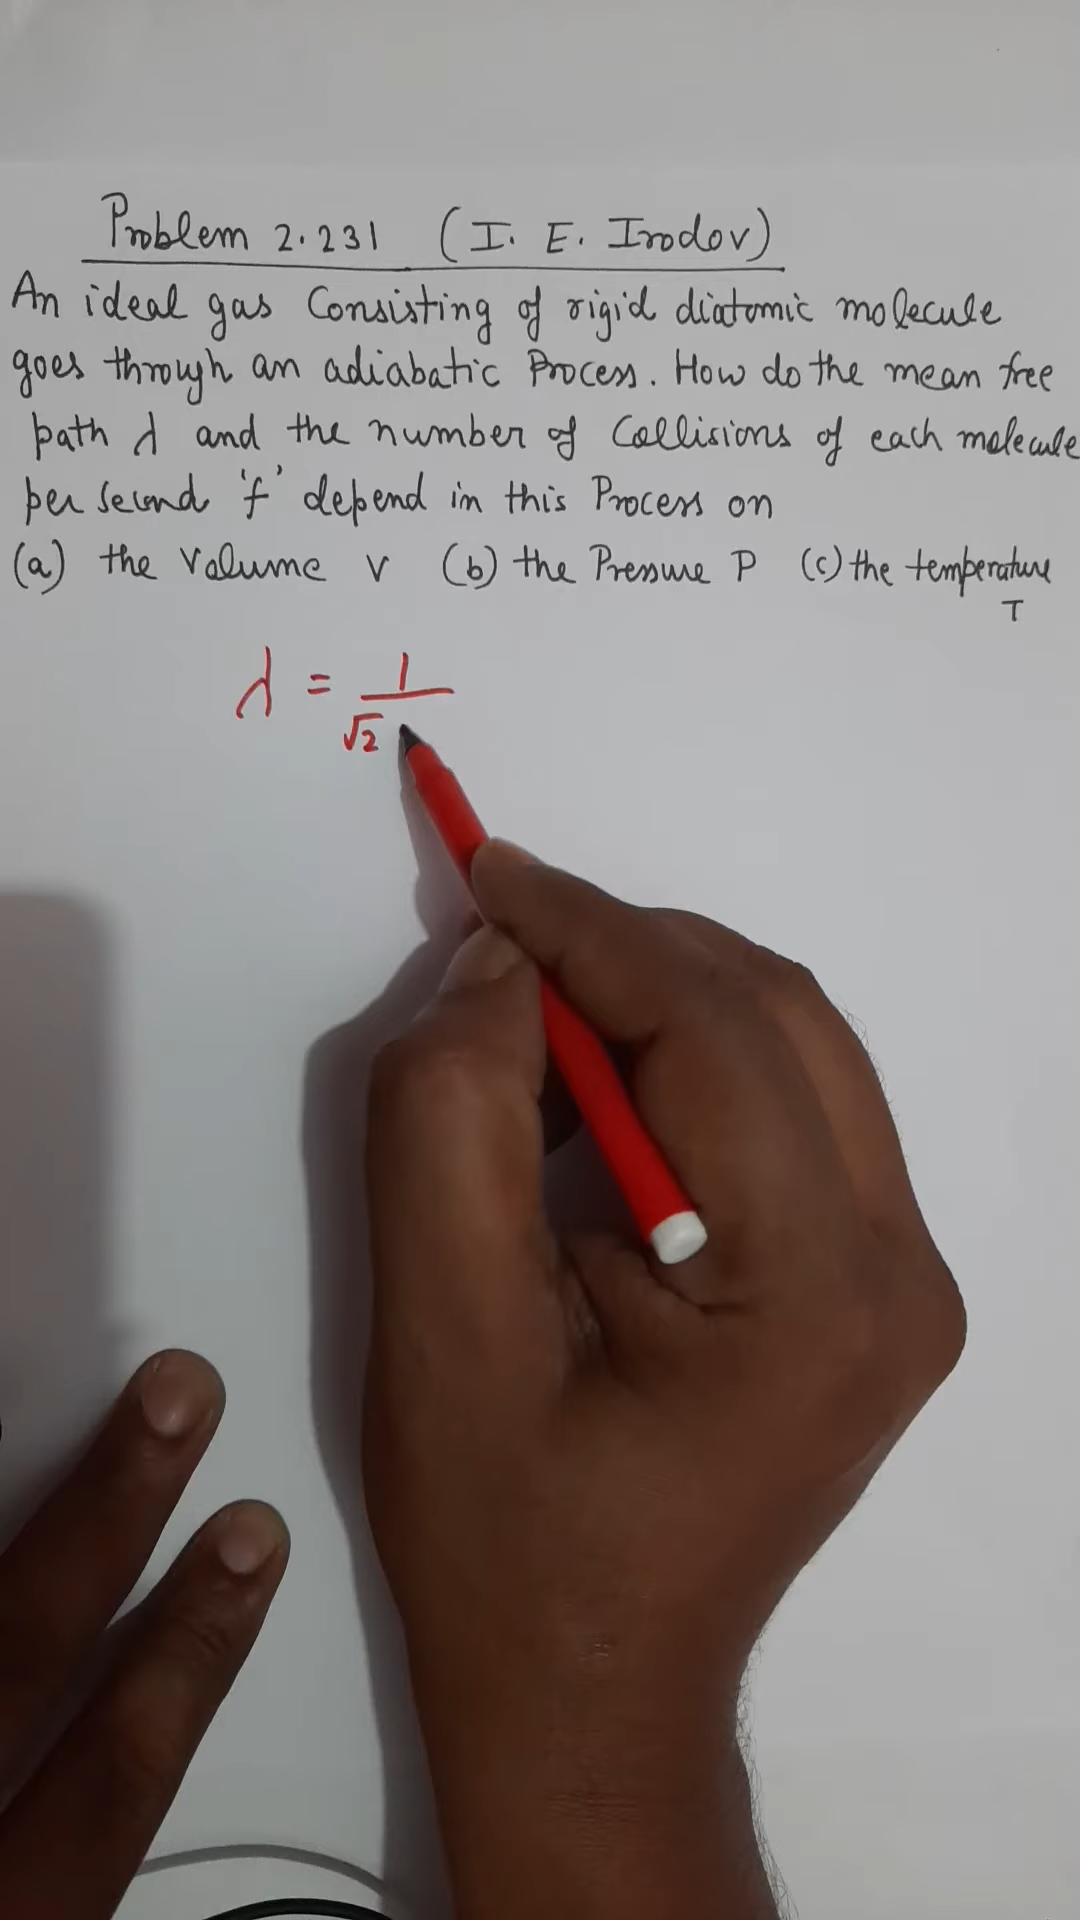 Problem 2.231 (I. E. Irodov)
An ideal gas Consisting of rigid diatomic molecule
goes through an adiabatic Process. How do the mean free
path λ and the number of Collisions of each molecule
per second 'f' depend in this Process on
(a) the Volume V (b) the Pressure P (c) the temperature
T
λ = 1/√2